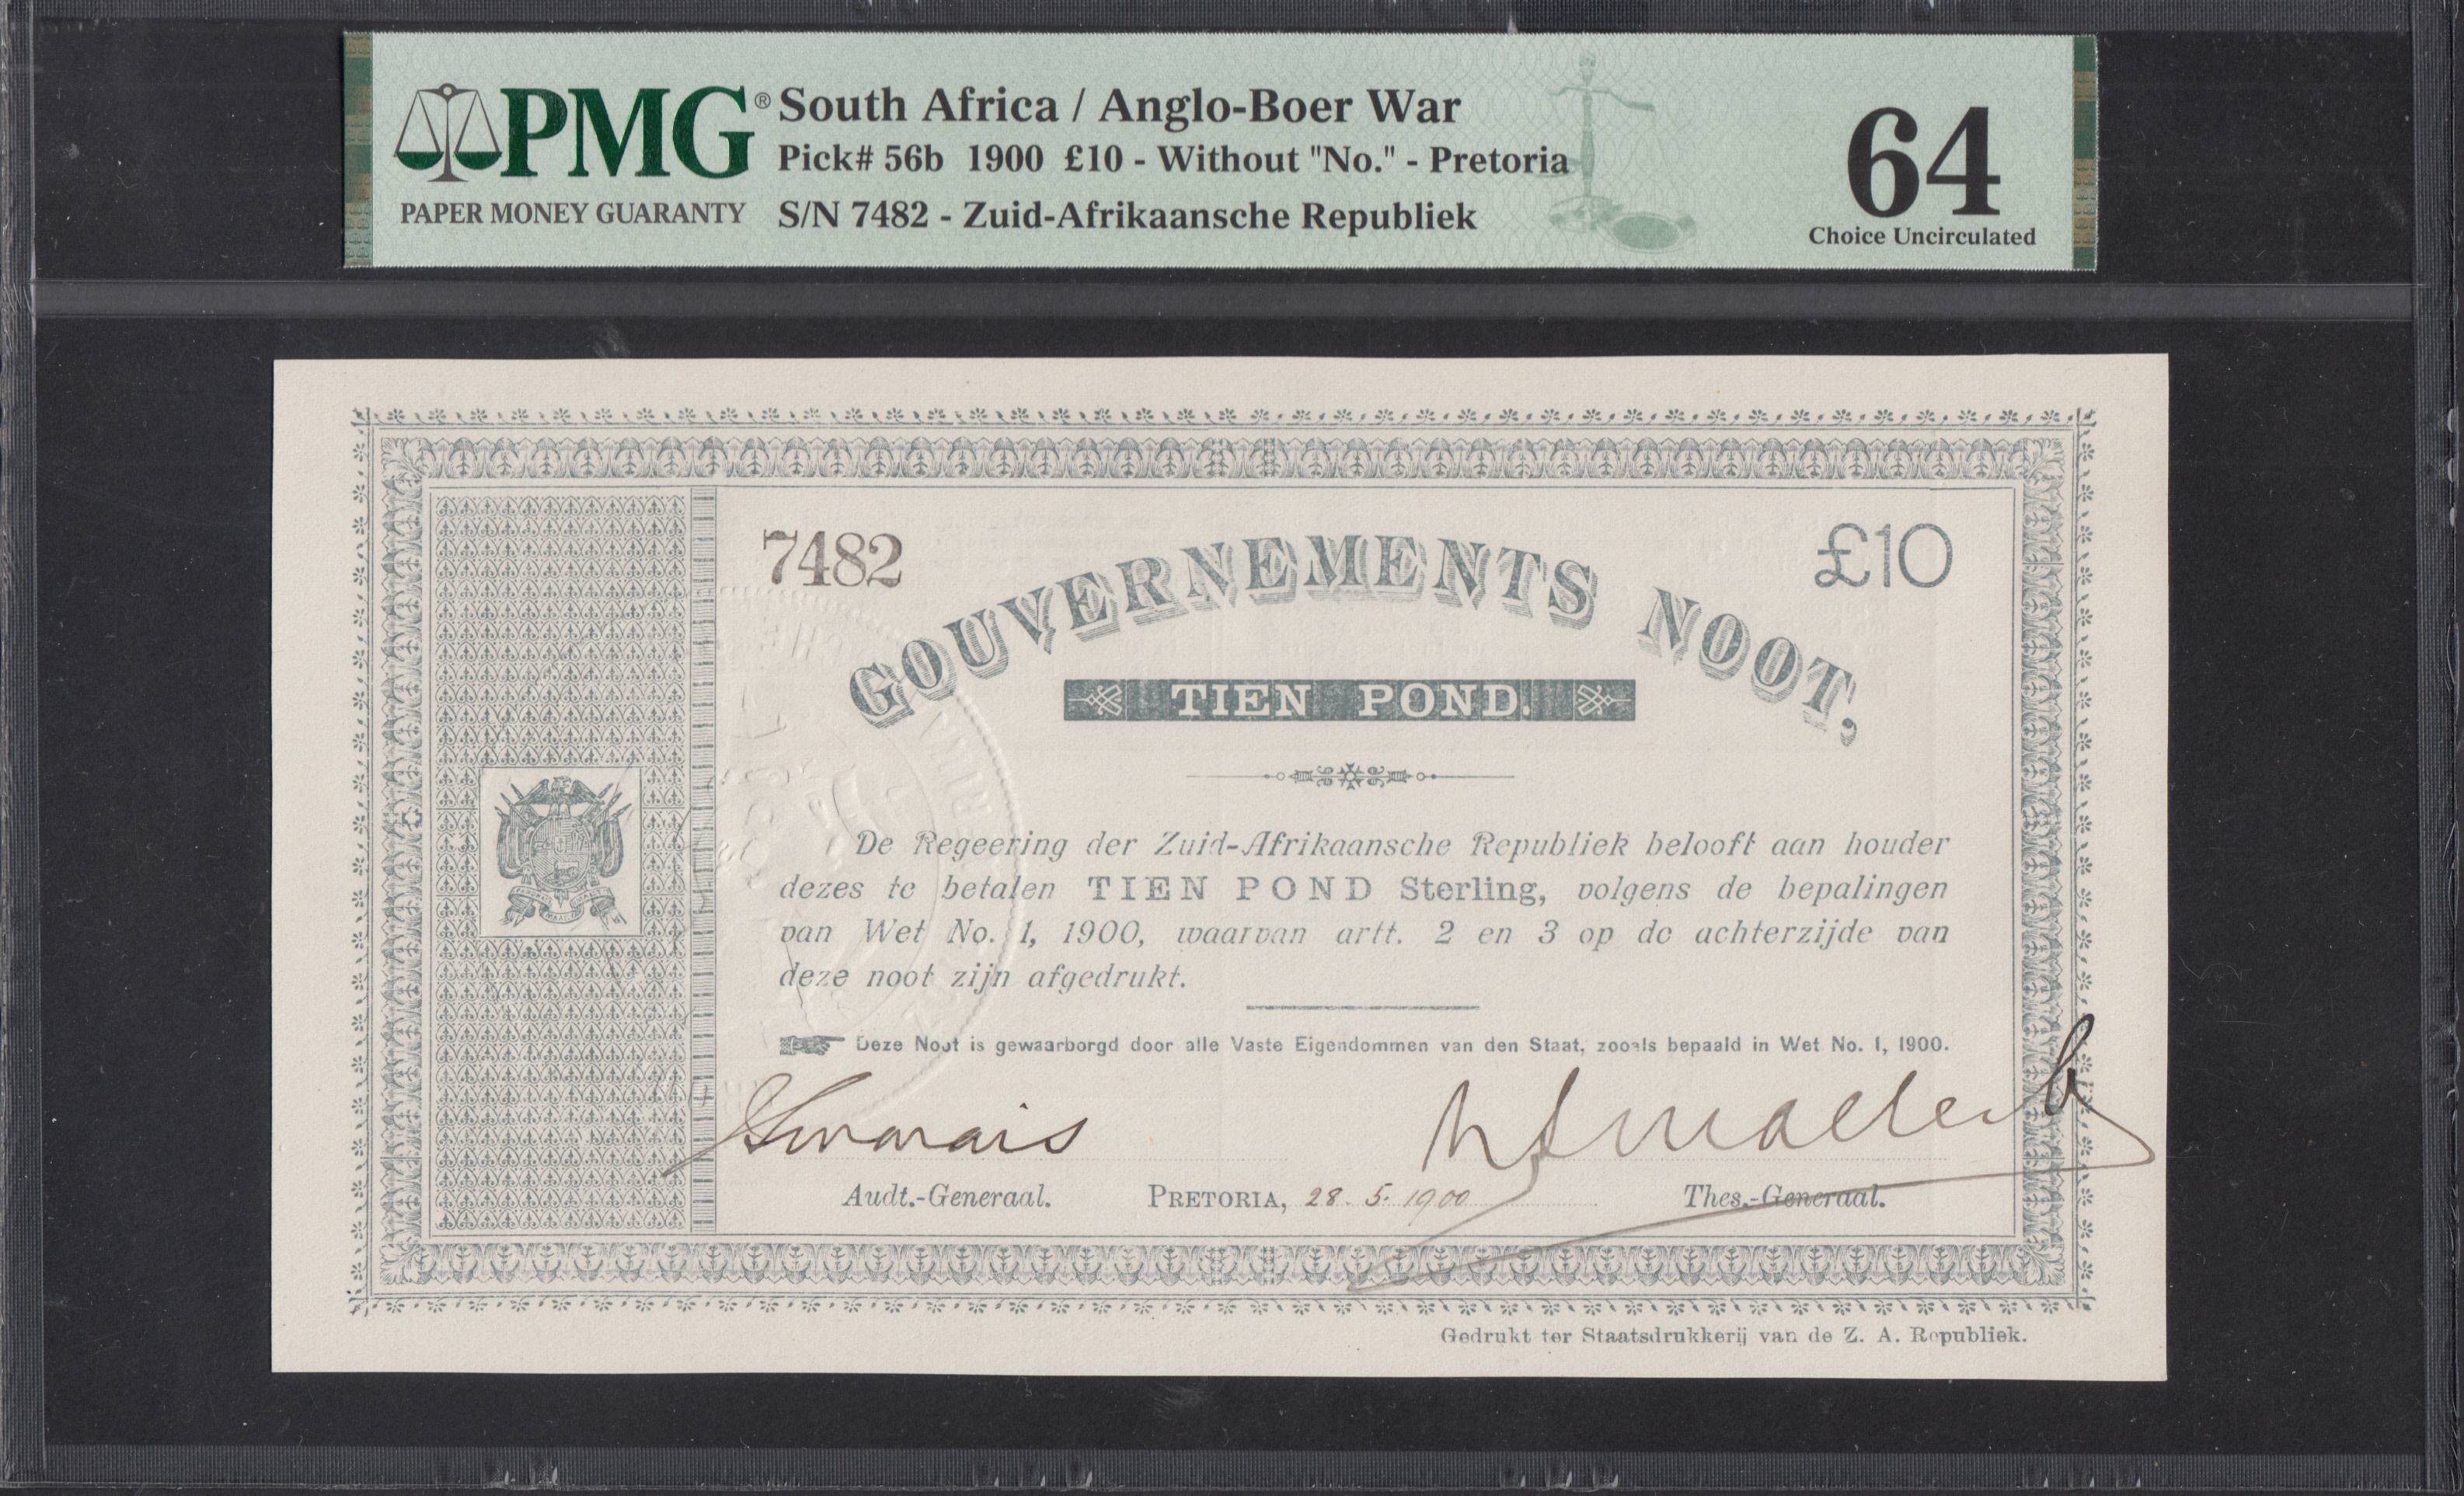 PMG®
PAPER MONEY GUARANTY
South Africa / Anglo-Boer War
Pick# 56b 1900 £10 - Without "No." - Pretoria
S/N 7482 - Zuid-Afrikaansche Republiek
64
Choice Uncirculated
7482
£10
GOUVERNEMENTS NOOT,
TIEN POND.
De Regeering der Zuid-Afrikaansche Republiek belooft aan houder
dezes te betalen TIEN POND Sterling, volgens de bepalingen
van Wet No. 1, 1900, waarvan artt. 2 en 3 op de achterzijde van
deze noot zijn afgedrukt.
Deze Noot is gewaarborgd door alle Vaste Eigendommen van den Staat, zooals bepaald in Wet No. 1, 1900.
Audt.-Generaal.
PRETORIA, 28. 5. 1900
Thes.-Generaal.
Gedrukt ter Staatsdrukkerij van de Z. A. Republiek.